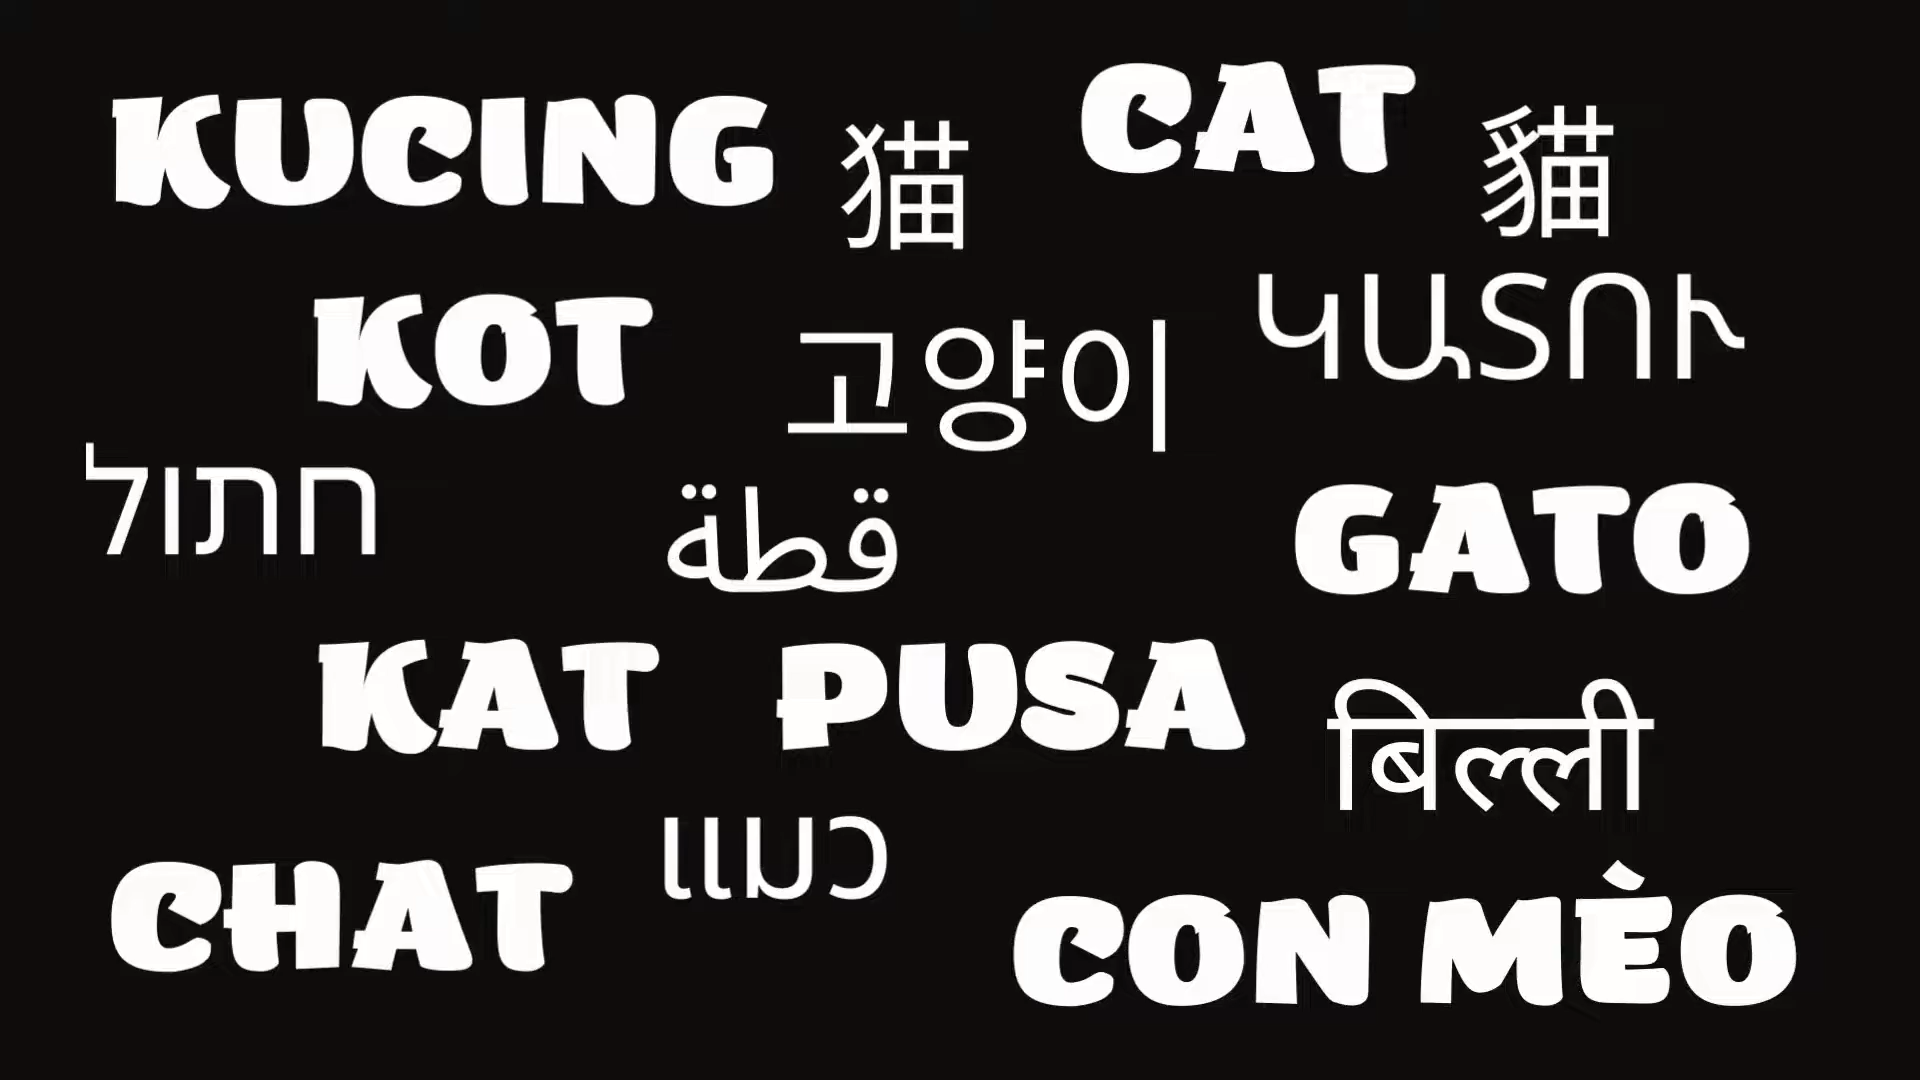 KUCING 猫 CAT 貓
KOT 고양이 ԿԱՏՈՒ
חתול قطة GATO
KAT PUSA बिल्ली
CHAT แมว CON MÈO